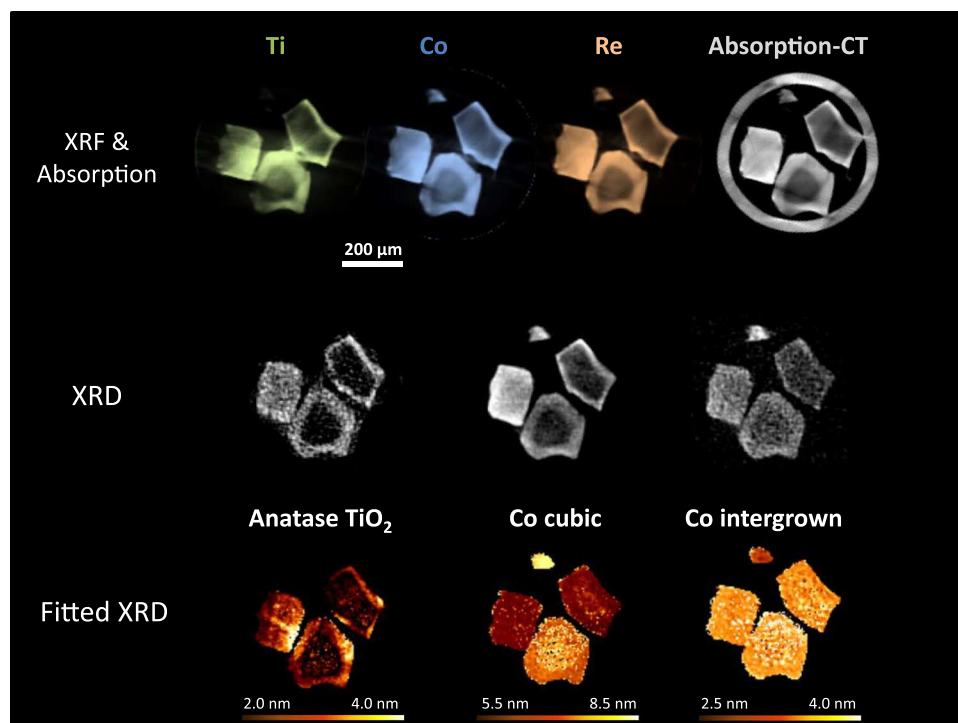 Ti Co Re Absorption-CT
XRF &
Absorption
200 µm
XRD
Anatase TiO₂ Co cubic Co intergrown
Fitted XRD
2.0 nm 4.0 nm 5.5 nm 8.5 nm 2.5 nm 4.0 nm